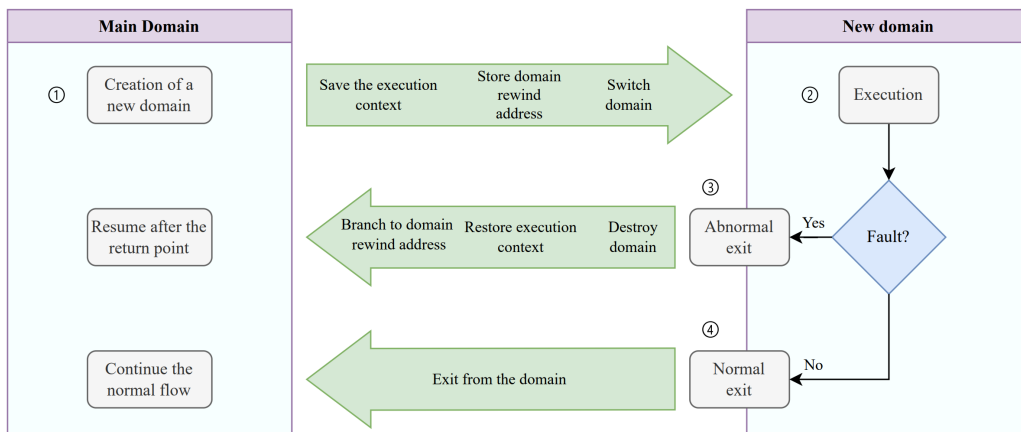 Main Domain
New domain
①
Creation of a
new domain
Save the execution
context
Store domain
rewind
address
Switch
domain
②
Execution
③
Resume after the
return point
Branch to domain
rewind address
Restore execution
context
Destroy
domain
Abnormal
exit
Yes
Fault?
④
Continue the
normal flow
Exit from the domain
Normal
exit
No